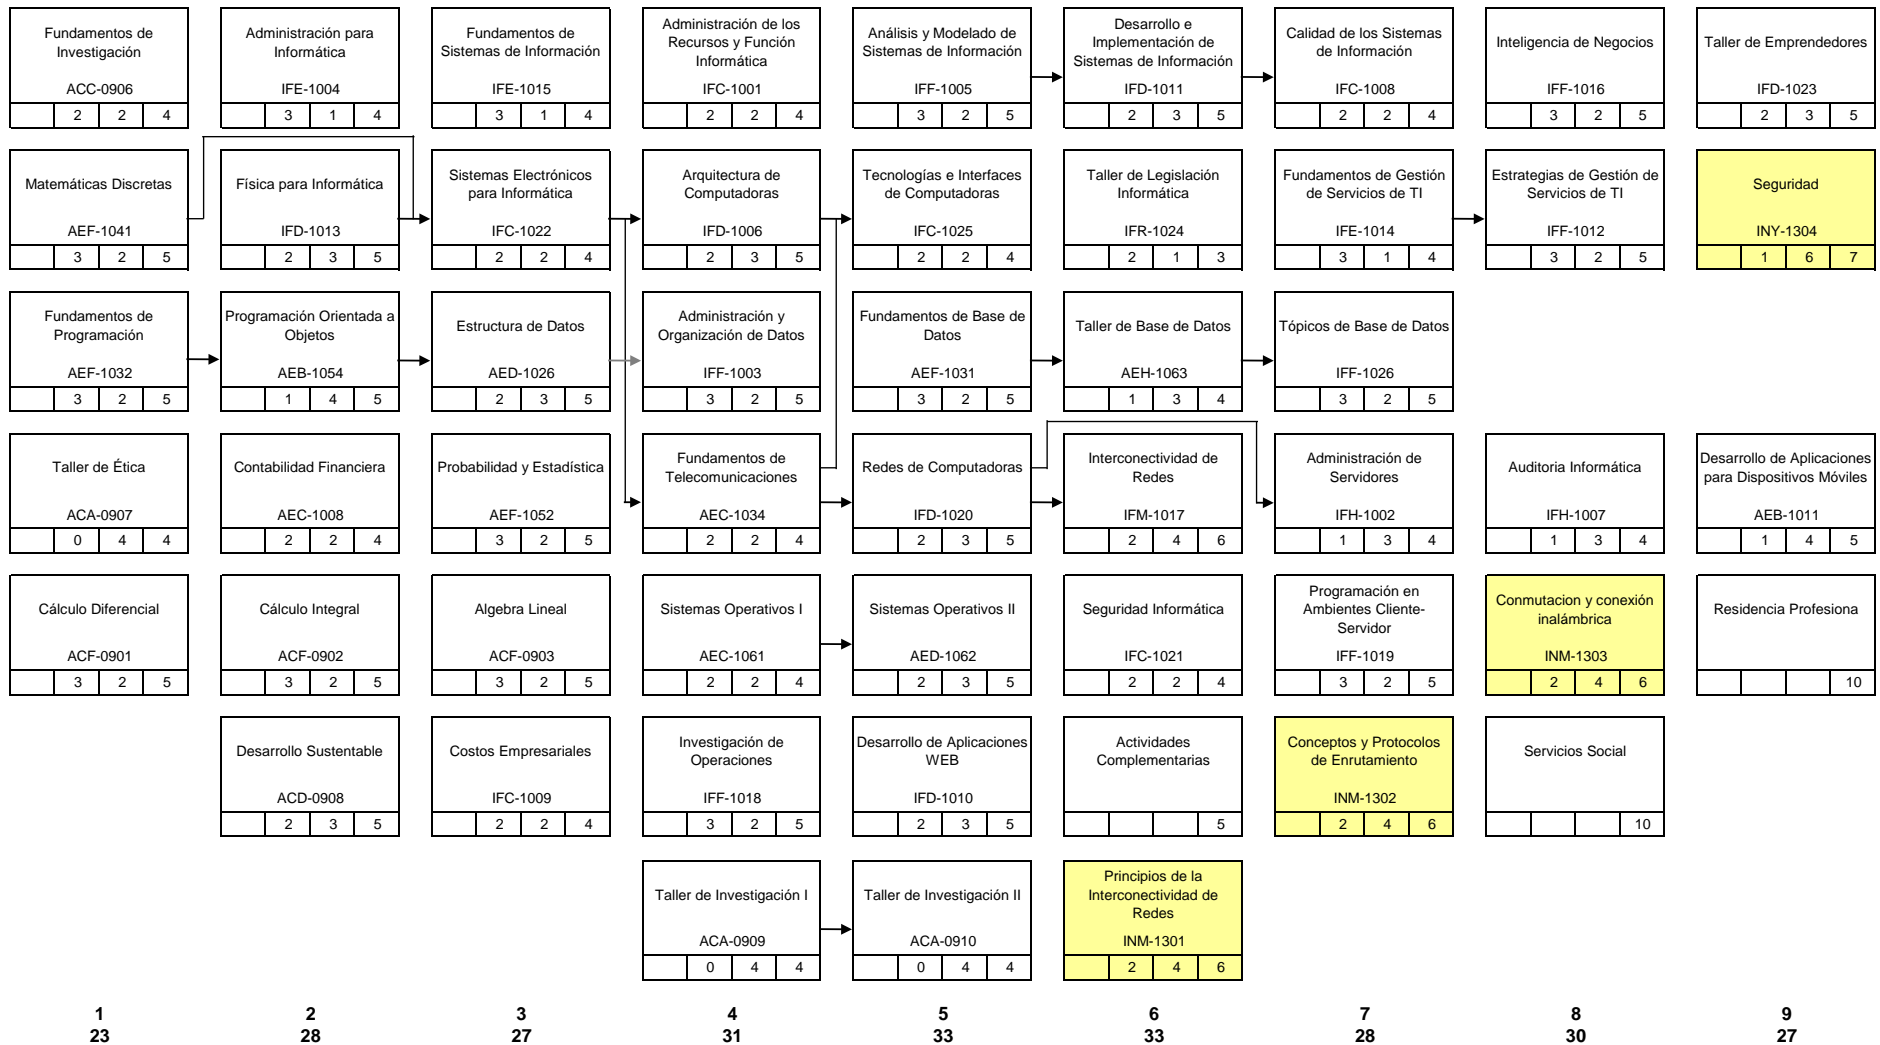 Fundamentos de
Investigación
ACC-0906
2 2 4
Administración para
Informática
IFE-1004
3 1 4
Fundamentos de
Sistemas de Información
IFE-1015
3 1 4
Administración de los
Recursos y Función
Informática
IFC-1001
2 2 4
Análisis y Modelado de
Sistemas de Información
IFF-1005
3 2 5
Desarrollo e
Implementación de
Sistemas de Información
IFD-1011
2 3 5
Calidad de los Sistemas
de Información
IFC-1008
2 2 4
Inteligencia de Negocios
IFF-1016
3 2 5
Taller de Emprendedores
IFD-1023
2 3 5
Matemáticas Discretas
AEF-1041
3 2 5
Física para Informática
IFD-1013
2 3 5
Sistemas Electrónicos
para Informática
IFC-1022
2 2 4
Arquitectura de
Computadoras
IFD-1006
2 3 5
Tecnologías e Interfaces
de Computadoras
IFC-1025
2 2 4
Taller de Legislación
Informática
IFR-1024
2 1 3
Fundamentos de Gestión
de Servicios de TI
IFE-1014
3 1 4
Estrategias de Gestión de
Servicios de TI
IFF-1012
3 2 5
Seguridad
INY-1304
1 6 7
Fundamentos de
Programación
AEF-1032
3 2 5
Programación Orientada a
Objetos
AEB-1054
1 4 5
Estructura de Datos
AED-1026
2 3 5
Administración y
Organización de Datos
IFF-1003
3 2 5
Fundamentos de Base de
Datos
AEF-1031
3 2 5
Taller de Base de Datos
AEH-1063
1 3 4
Tópicos de Base de Datos
IFF-1026
3 2 5
Taller de Ética
ACA-0907
0 4 4
Contabilidad Financiera
AEC-1008
2 2 4
Probabilidad y Estadística
AEF-1052
3 2 5
Fundamentos de
Telecomunicaciones
AEC-1034
2 2 4
Redes de Computadoras
IFD-1020
2 3 5
Interconectividad de
Redes
IFM-1017
2 4 6
Administración de
Servidores
IFH-1002
1 3 4
Auditoria Informática
IFH-1007
1 3 4
Desarrollo de Aplicaciones
para Dispositivos Móviles
AEB-1011
1 4 5
Cálculo Diferencial
ACF-0901
3 2 5
Cálculo Integral
ACF-0902
3 2 5
Algebra Lineal
ACF-0903
3 2 5
Sistemas Operativos I
AEC-1061
2 2 4
Sistemas Operativos II
AED-1062
2 3 5
Seguridad Informática
IFC-1021
2 2 4
Programación en
Ambientes Cliente-
Servidor
IFF-1019
3 2 5
Conmutacion y conexión
inalámbrica
INM-1303
2 4 6
Residencia Profesiona
10
Desarrollo Sustentable
ACD-0908
2 3 5
Costos Empresariales
IFC-1009
2 2 4
Investigación de
Operaciones
IFF-1018
3 2 5
Desarrollo de Aplicaciones
WEB
IFD-1010
2 3 5
Actividades
Complementarias
5
Conceptos y Protocolos
de Enrutamiento
INM-1302
2 4 6
Servicios Social
10
Taller de Investigación I
ACA-0909
0 4 4
Taller de Investigación II
ACA-0910
0 4 4
Principios de la
Interconectividad de
Redes
INM-1301
2 4 6
1 2 3 4 5 6 7 8 9
23 28 27 31 33 33 28 30 27